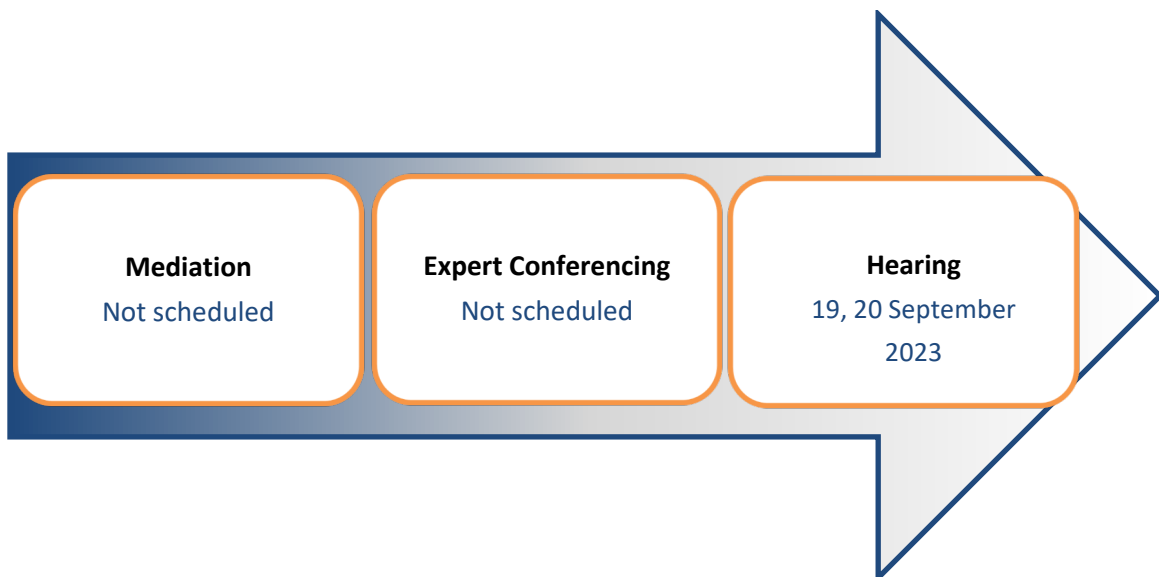 Mediation
Not scheduled
Expert Conferencing
Not scheduled
Hearing
19, 20 September
2023